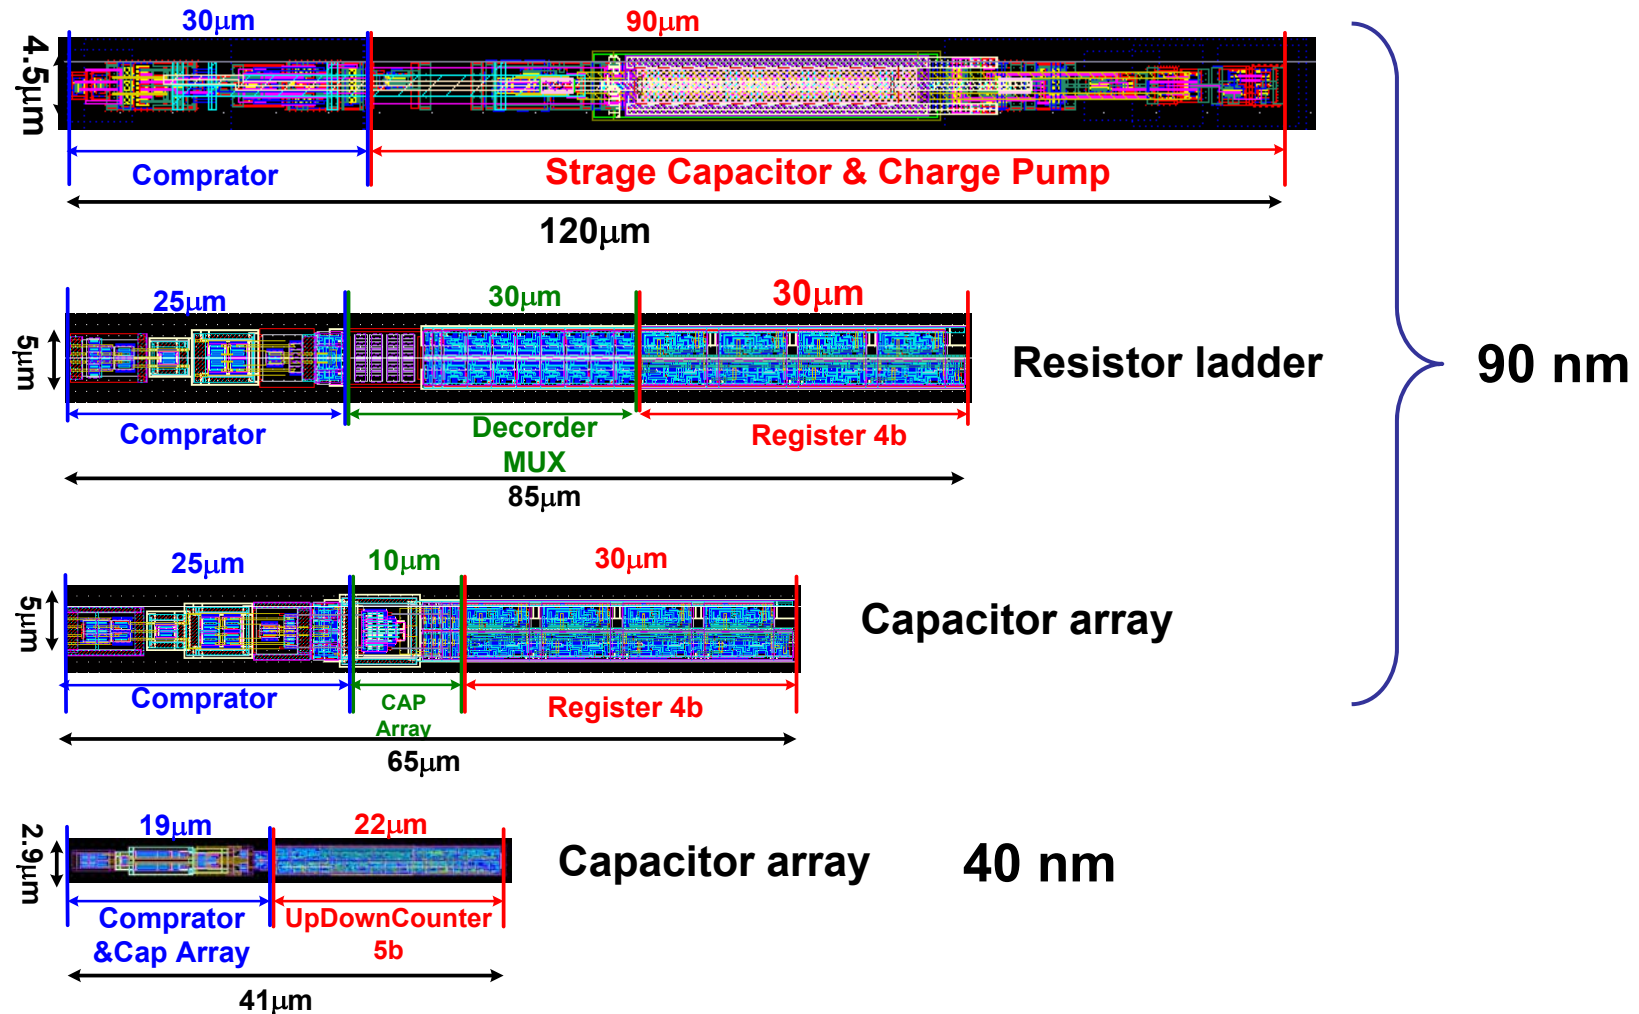 30μm
90μm
4.5μm
Comprator
Strage Capacitor & Charge Pump
120μm
25μm
30μm
30μm
5μm
Resistor ladder
90 nm
Comprator
Decorder
MUX
Register 4b
85μm
25μm
10μm
30μm
5μm
Capacitor array
Comprator
CAP
Array
Register 4b
65μm
19μm
22μm
2.9μm
Capacitor array
40 nm
Comprator
&Cap Array
UpDownCounter
5b
41μm